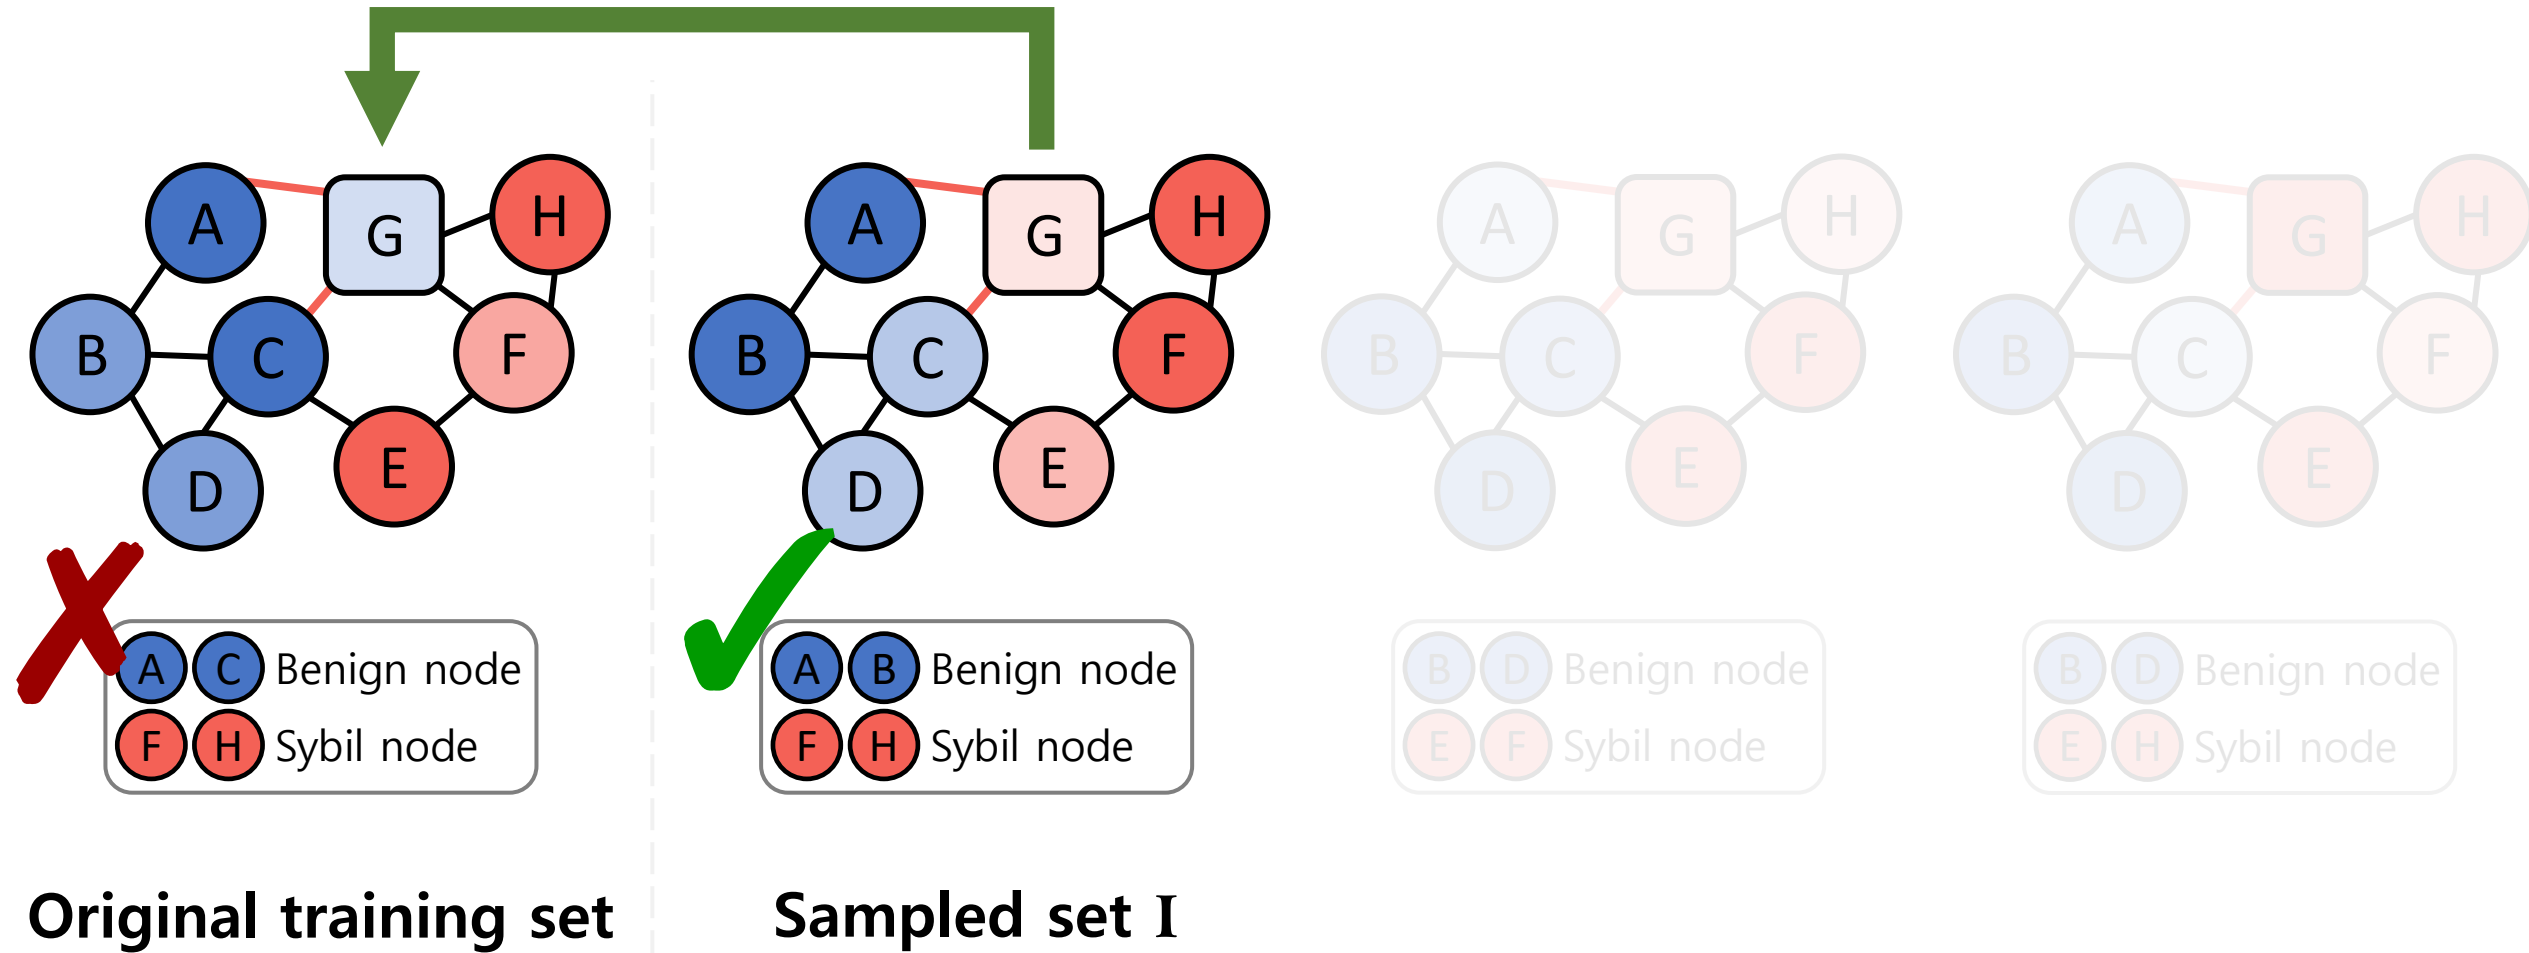 A
G
H
B
C
F
D
E
A C Benign node
F H Sybil node
Original training set
A
G
H
B
C
F
D
E
A B Benign node
F H Sybil node
Sampled set I
A
G
H
B
C
F
D
E
B D Benign node
E F Sybil node
A
G
H
B
C
F
D
E
B D Benign node
E H Sybil node